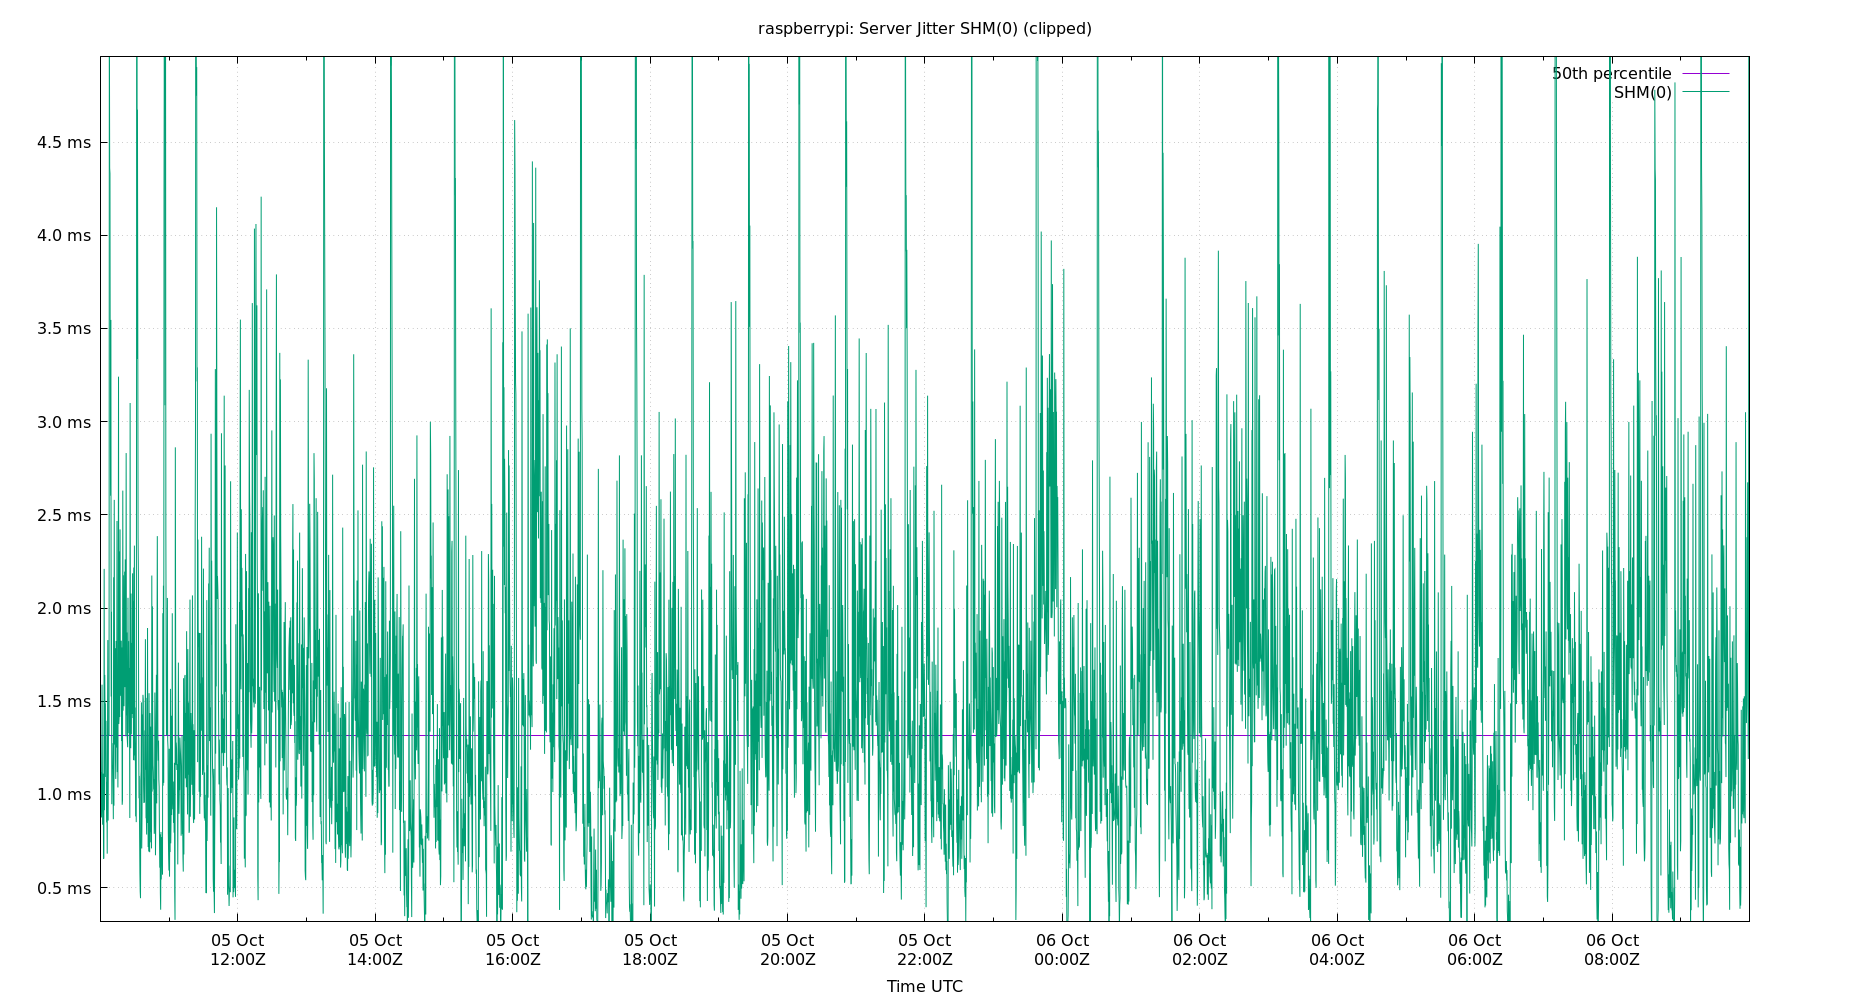 raspberrypi: Server Jitter SHM(0) (clipped)
50th percentile
SHM(0)
4.5 ms
4.0 ms
3.5 ms
3.0 ms
2.5 ms
2.0 ms
1.5 ms
1.0 ms
0.5 ms
05 Oct 05 Oct 05 Oct 05 Oct 05 Oct 05 Oct 06 Oct 06 Oct 06 Oct 06 Oct 06 Oct
12:00Z 14:00Z 16:00Z 18:00Z 20:00Z 22:00Z 00:00Z 02:00Z 04:00Z 06:00Z 08:00Z
Time UTC